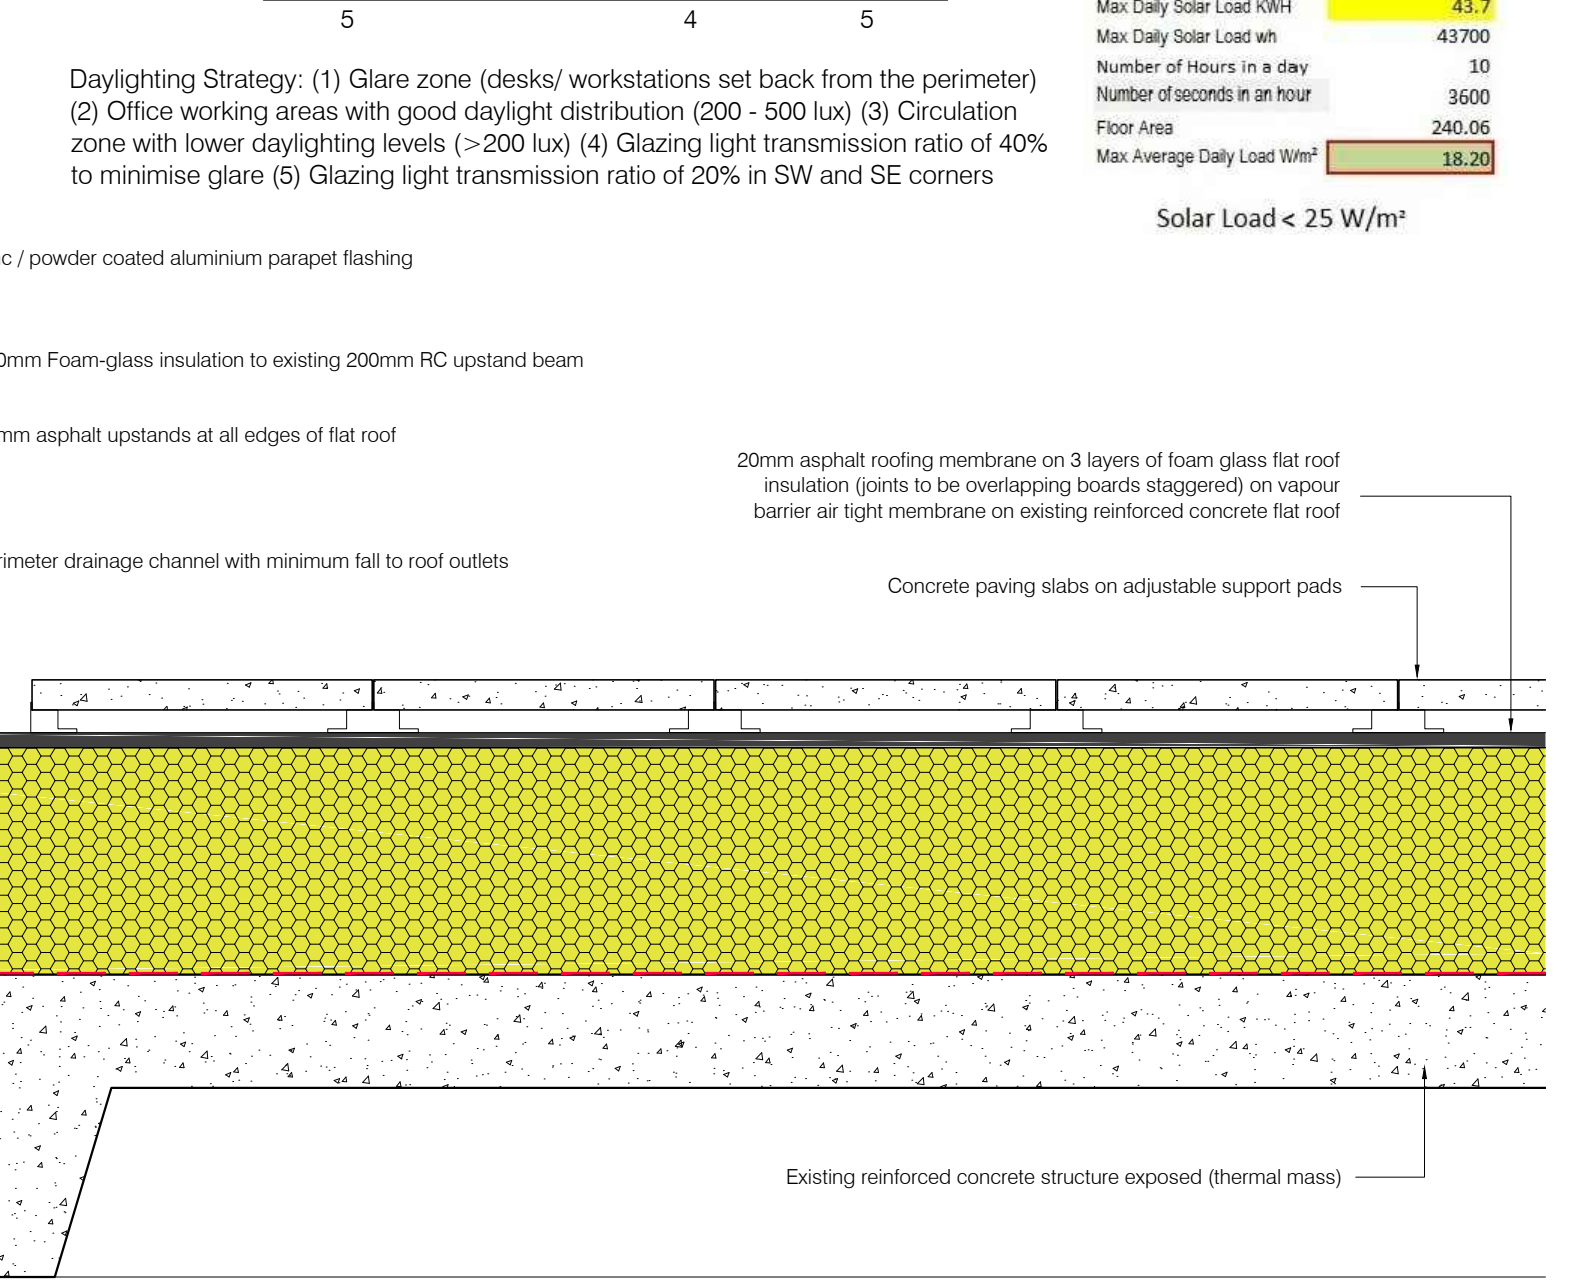 5 4 5
Daylighting Strategy: (1) Glare zone (desks/ workstations set back from the perimeter)
(2) Office working areas with good daylight distribution (200 - 500 lux) (3) Circulation
zone with lower daylighting levels (>200 lux) (4) Glazing light transmission ratio of 40%
to minimise glare (5) Glazing light transmission ratio of 20% in SW and SE corners
Max Daily Solar Load KWH 43.7
Max Daily Solar Load wh 43700
Number of Hours in a day 10
Number of seconds in an hour 3600
Floor Area 240.06
Max Average Daily Load W/m² 18.20
Solar Load < 25 W/m²
/ powder coated aluminium parapet flashing
0mm Foam-glass insulation to existing 200mm RC upstand beam
mm asphalt upstands at all edges of flat roof
rimeter drainage channel with minimum fall to roof outlets
20mm asphalt roofing membrane on 3 layers of foam glass flat roof
insulation (joints to be overlapping boards staggered) on vapour
barrier air tight membrane on existing reinforced concrete flat roof
Concrete paving slabs on adjustable support pads
Existing reinforced concrete structure exposed (thermal mass)